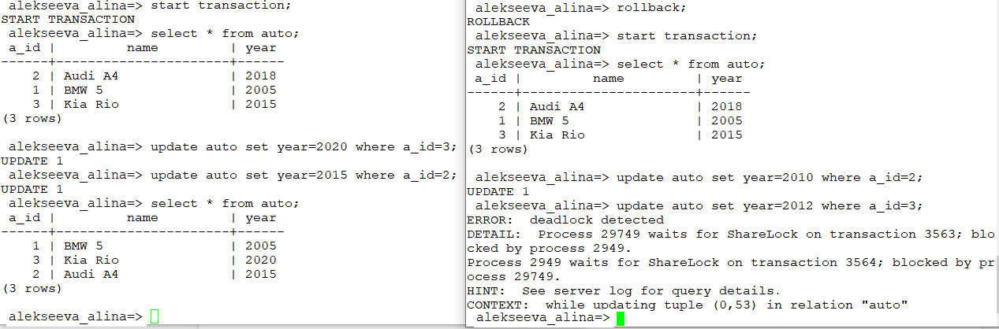 alekseeva_alina=> start transaction;
START TRANSACTION
alekseeva_alina=> select * from auto;
a_id |         name         | year
------+----------------------+------
    2 | Audi A4              | 2018
    1 | BMW 5                | 2005
    3 | Kia Rio              | 2015
(3 rows)
alekseeva_alina=> update auto set year=2020 where a_id=3;
UPDATE 1
alekseeva_alina=> update auto set year=2015 where a_id=2;
UPDATE 1
alekseeva_alina=> select * from auto;
a_id |         name         | year
------+----------------------+------
    1 | BMW 5                | 2005
    3 | Kia Rio              | 2020
    2 | Audi A4              | 2015
(3 rows)
alekseeva_alina=>
alekseeva_alina=> rollback;
ROLLBACK
alekseeva_alina=> start transaction;
START TRANSACTION
alekseeva_alina=> select * from auto;
a_id |         name         | year
------+----------------------+------
    2 | Audi A4              | 2018
    1 | BMW 5                | 2005
    3 | Kia Rio              | 2015
(3 rows)
alekseeva_alina=> update auto set year=2010 where a_id=2;
UPDATE 1
alekseeva_alina=> update auto set year=2012 where a_id=3;
ERROR:  deadlock detected
DETAIL:  Process 29749 waits for ShareLock on transaction 3563; blo
cked by process 2949.
Process 2949 waits for ShareLock on transaction 3564; blocked by pr
ocess 29749.
HINT:  See server log for query details.
CONTEXT:  while updating tuple (0,53) in relation "auto"
alekseeva_alina=>